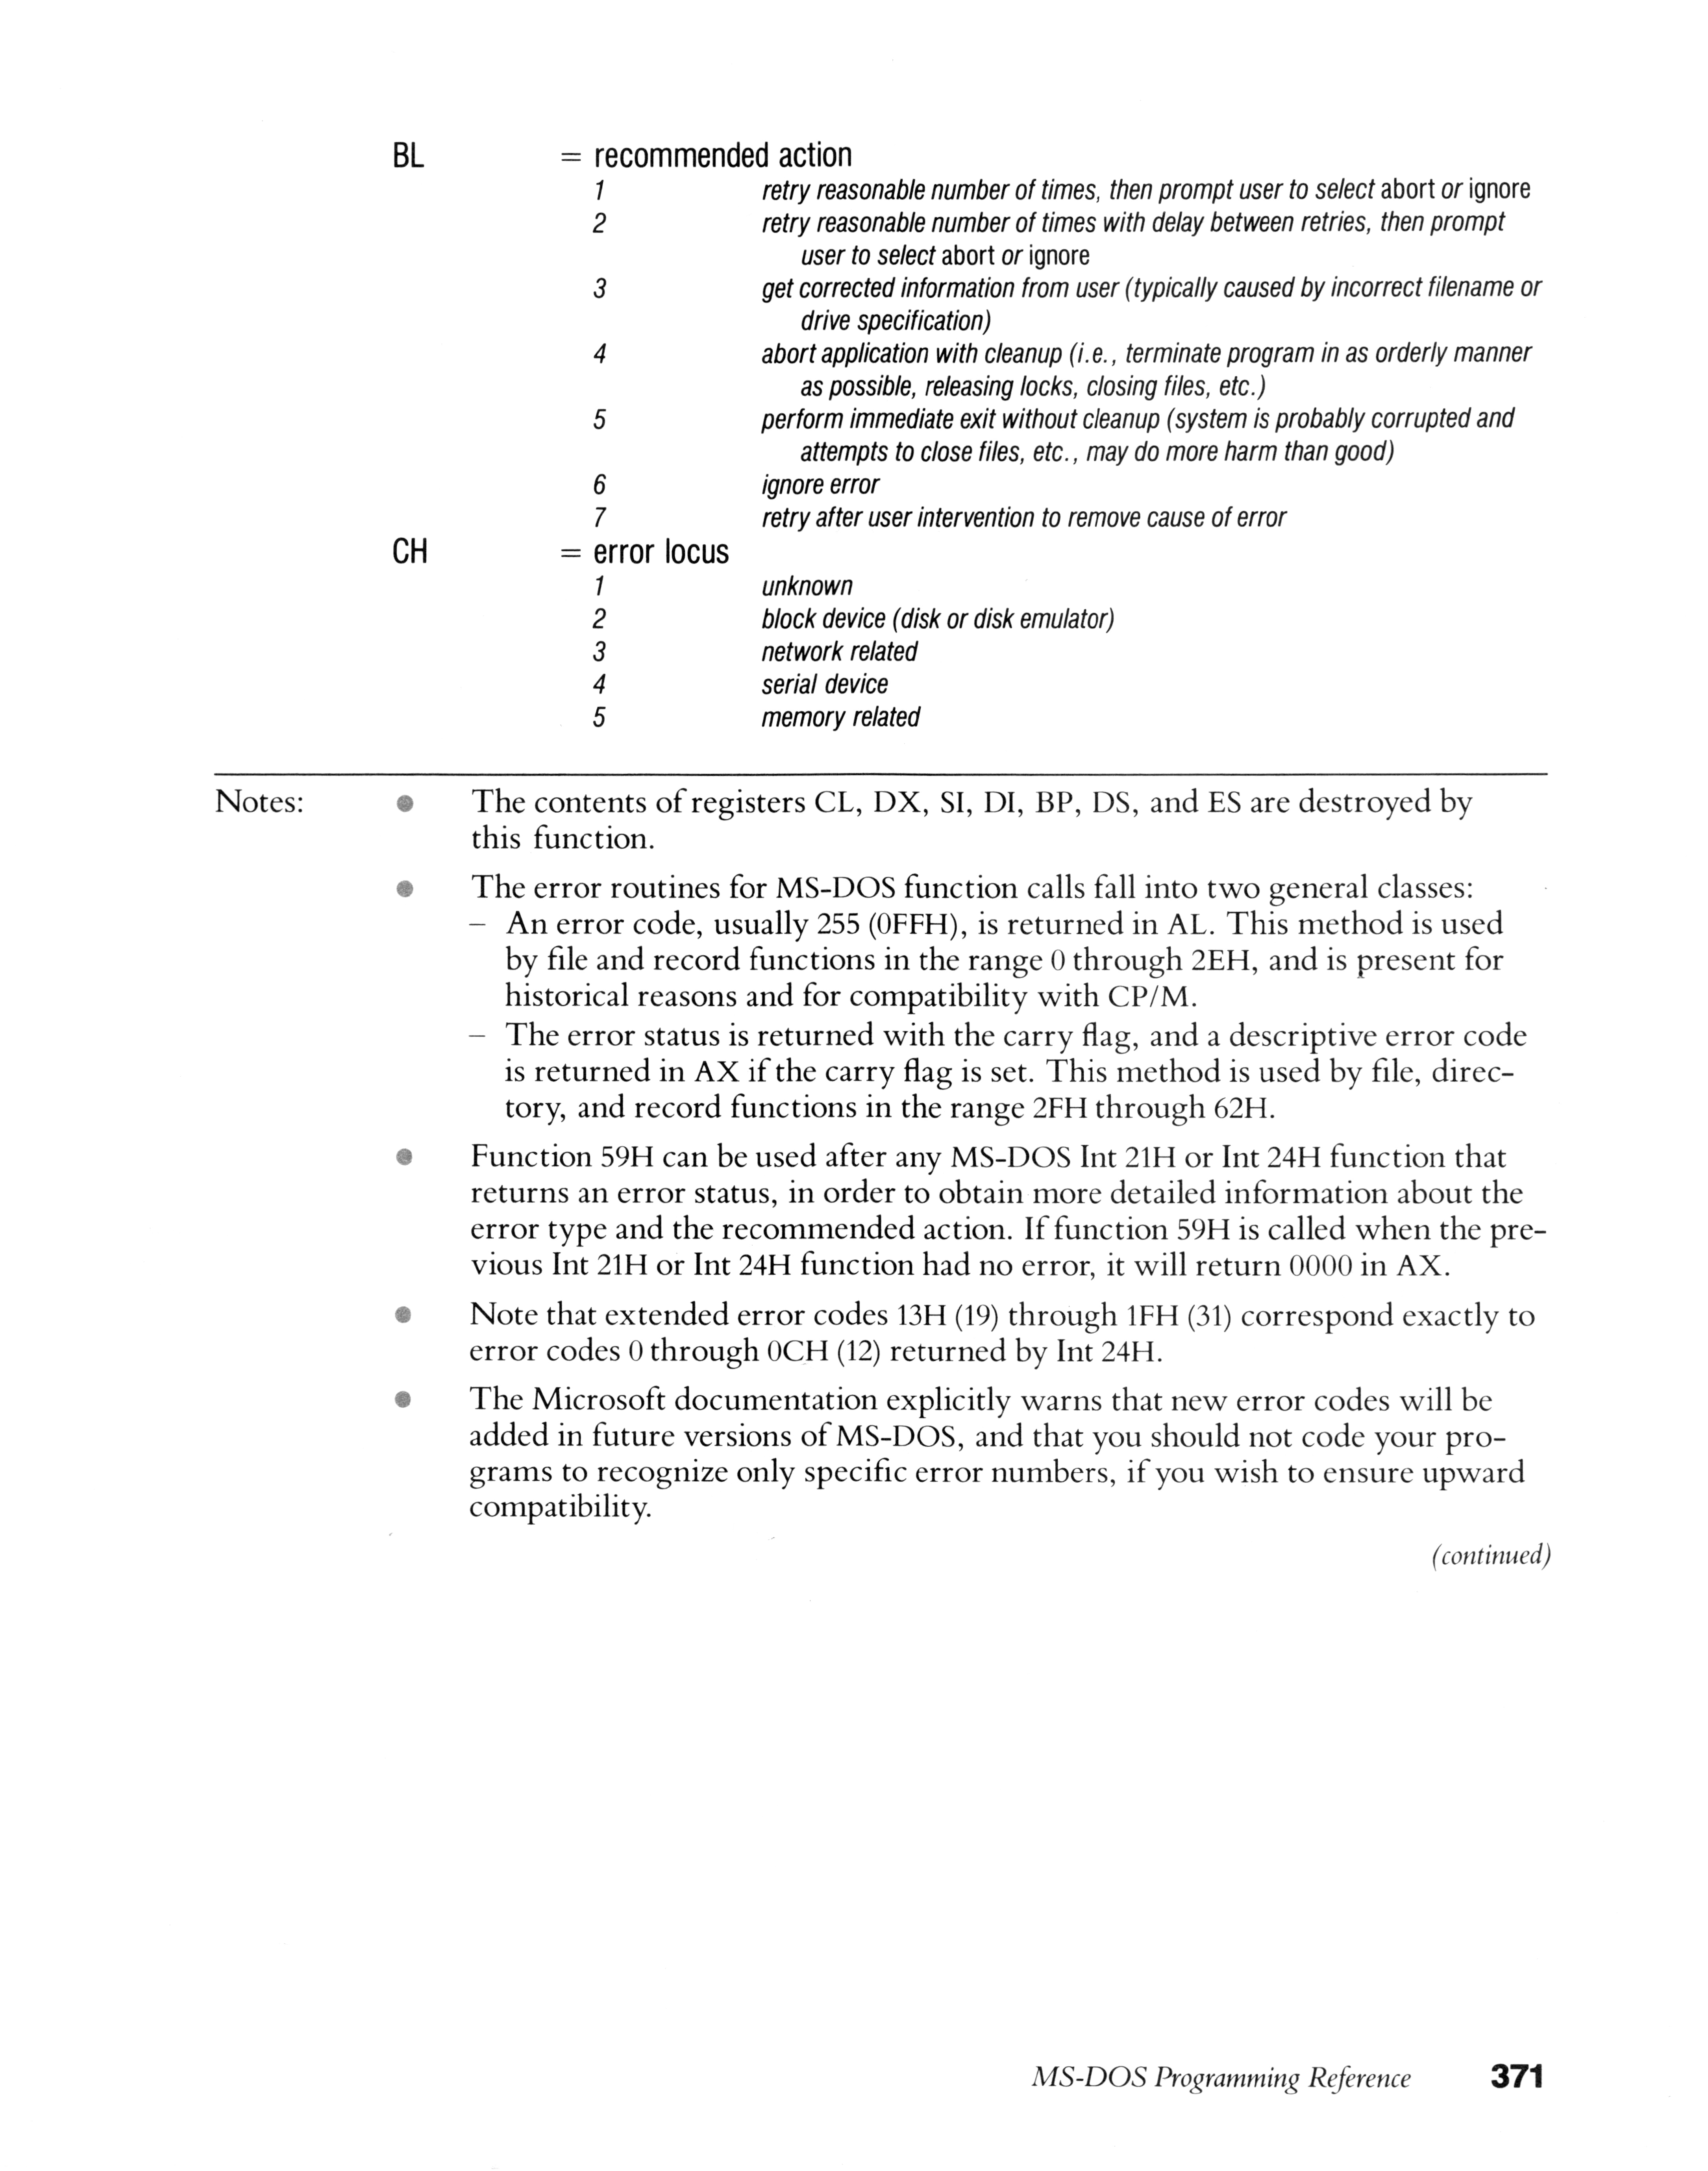 BL = recommended action
1 retry reasonable number of times, then prompt user to select abort or ignore
2 retry reasonable number of times with delay between retries, then prompt
user to select abort or ignore
3 get corrected information from user (typically caused by incorrect filename or
drive specification)
4 abort application with cleanup (i.e., terminate program in as orderly manner
as possible, releasing locks, closing files, etc.)
5 perform immediate exit without cleanup (system is probably corrupted and
attempts to close files, etc., may do more harm than good)
6 ignore error
7 retry after user intervention to remove cause of error
CH = error locus
1 unknown
2 block device (disk or disk emulator)
3 network related
4 serial device
5 memory related
Notes: ● The contents of registers CL, DX, SI, DI, BP, DS, and ES are destroyed by
this function.
● The error routines for MS-DOS function calls fall into two general classes:
– An error code, usually 255 (0FFH), is returned in AL. This method is used
by file and record functions in the range 0 through 2EH, and is present for
historical reasons and for compatibility with CP/M.
– The error status is returned with the carry flag, and a descriptive error code
is returned in AX if the carry flag is set. This method is used by file, direc-
tory, and record functions in the range 2FH through 62H.
● Function 59H can be used after any MS-DOS Int 21H or Int 24H function that
returns an error status, in order to obtain more detailed information about the
error type and the recommended action. If function 59H is called when the pre-
vious Int 21H or Int 24H function had no error, it will return 0000 in AX.
● Note that extended error codes 13H (19) through 1FH (31) correspond exactly to
error codes 0 through 0CH (12) returned by Int 24H.
● The Microsoft documentation explicitly warns that new error codes will be
added in future versions of MS-DOS, and that you should not code your pro-
grams to recognize only specific error numbers, if you wish to ensure upward
compatibility.
(continued)
MS-DOS Programming Reference 371